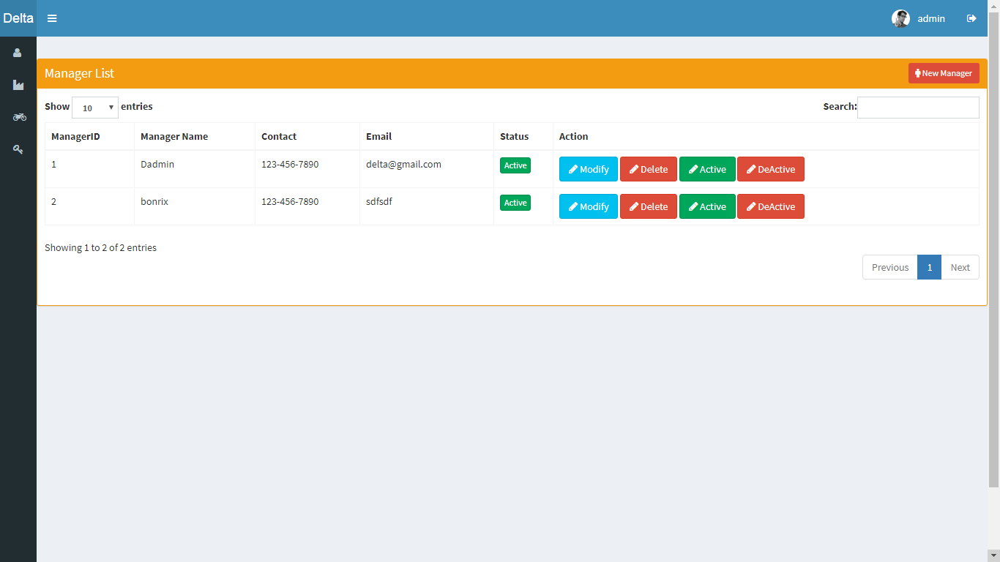 Delta admin
Manager List New Manager
Show 10 entries Search:
ManagerID Manager Name Contact Email Status Action
1 Dadmin 123-456-7890 delta@gmail.com Active Modify Delete Active DeActive
2 bonrix 123-456-7890 sdfsdf Active Modify Delete Active DeActive
Showing 1 to 2 of 2 entries
Previous 1 Next